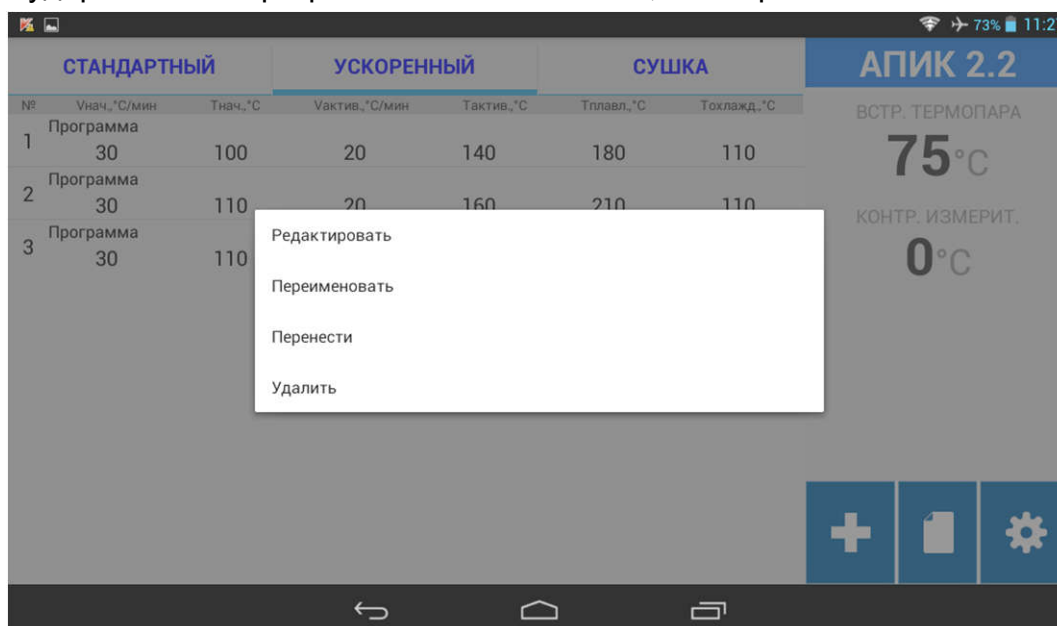 73% 11:2
СТАНДАРТНЫЙ УСКОРЕННЫЙ СУШКА АПИК 2.2
№ Vнач.,°C/мин Tнач.,°C Vактив.,°C/мин Tактив.,°C Tплавл.,°C Tохлажд.,°C
ВСТР. ТЕРМОПАРА
75°C
КОНТР. ИЗМЕРИТ.
0°C
Программа
1 30 100 20 140 180 110
Программа
2 30 110 20 160 210 110
Программа
3 30 110
Редактировать
Переименовать
Перенести
Удалить